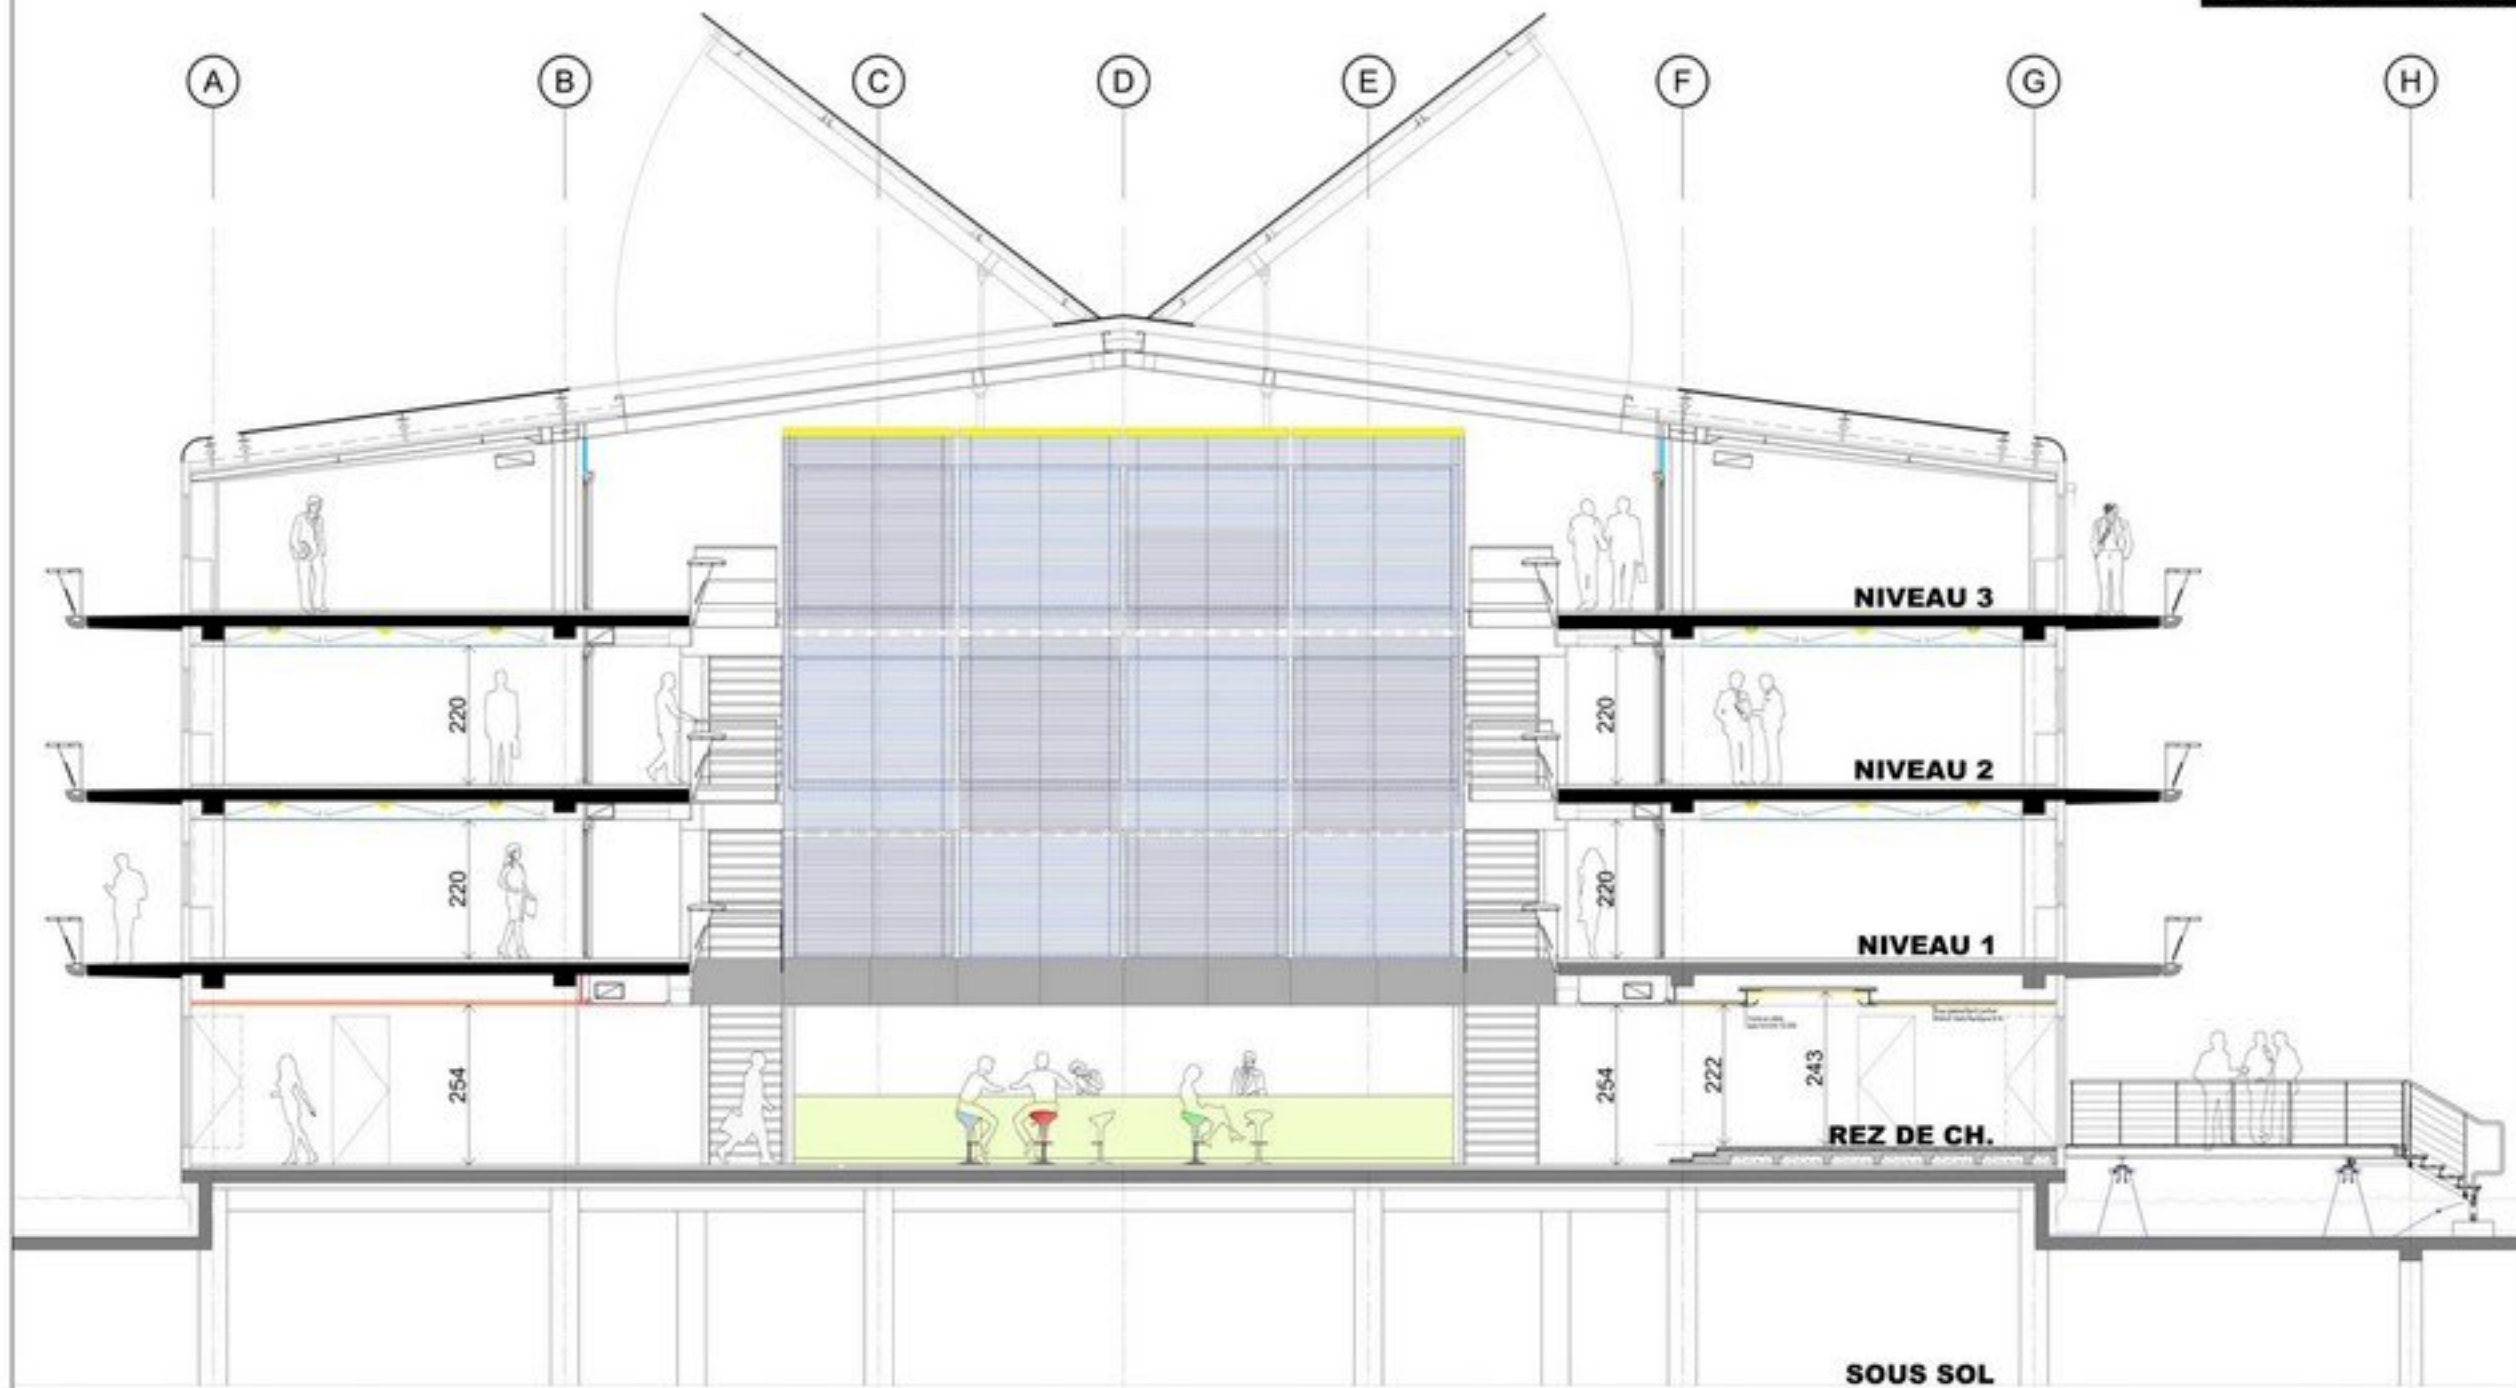 A B C D E F G H
NIVEAU 3
220 220
NIVEAU 2
220 220
NIVEAU 1
254 254 222 243
REZ DE CH.
SOUS SOL